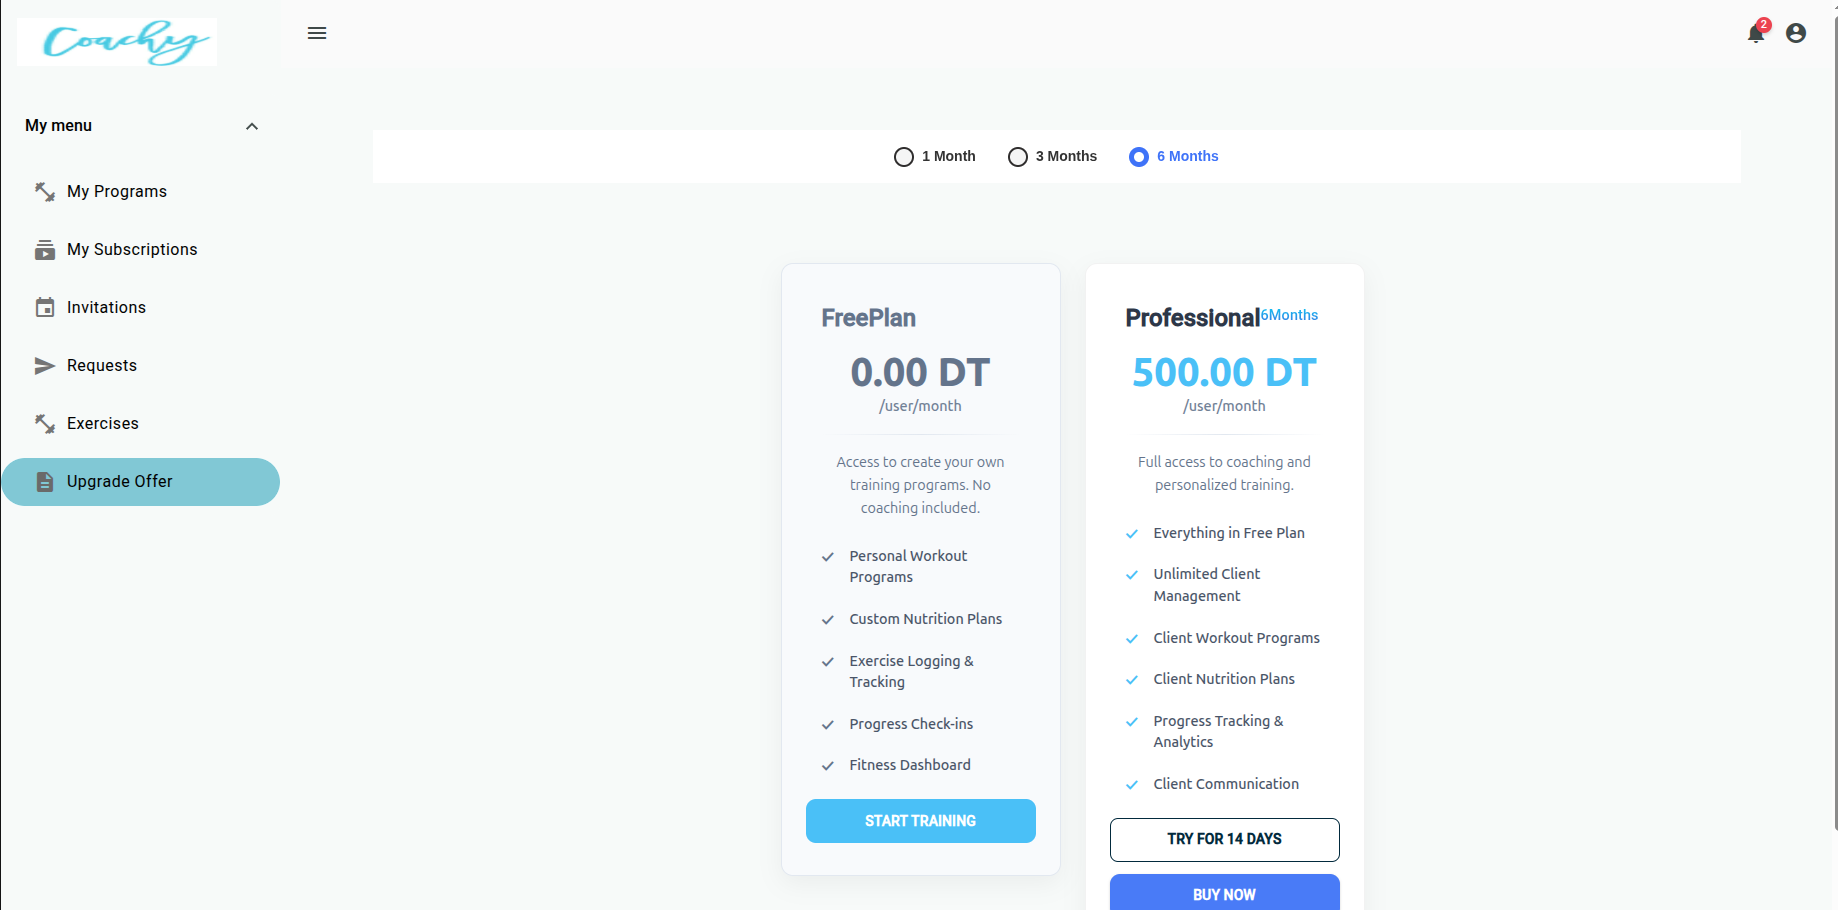 Coachy
2
My menu
My Programs
My Subscriptions
Invitations
Requests
Exercises
Upgrade Offer
1 Month
3 Months
6 Months
FreePlan
0.00 DT
/user/month
Access to create your own
training programs. No
coaching included.
Personal Workout
Programs
Custom Nutrition Plans
Exercise Logging &
Tracking
Progress Check-ins
Fitness Dashboard
START TRAINING
Professional6Months
500.00 DT
/user/month
Full access to coaching and
personalized training.
Everything in Free Plan
Unlimited Client
Management
Client Workout Programs
Client Nutrition Plans
Progress Tracking &
Analytics
Client Communication
TRY FOR 14 DAYS
BUY NOW